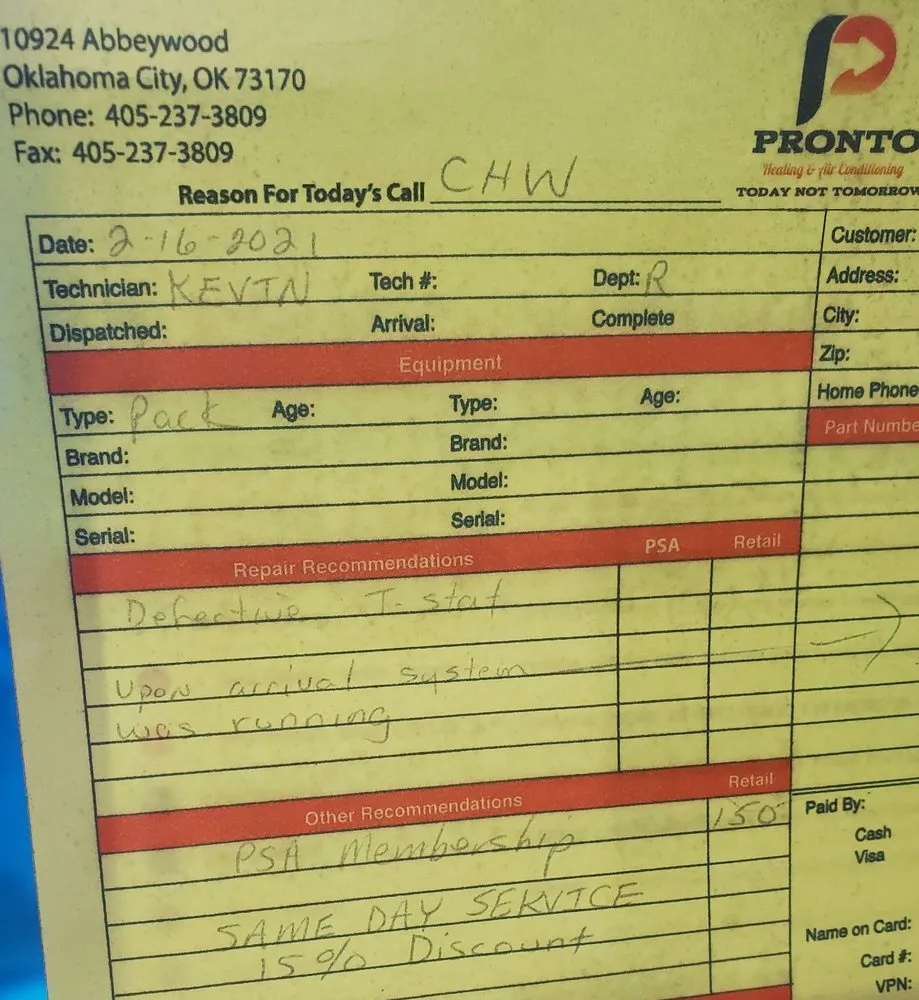 10924 Abbeywood
Oklahoma City, OK 73170
Phone: 405-237-3809
Fax: 405-237-3809
PRONTO
Heating & Air Conditioning
TODAY NOT TOMORROW
Reason For Today's Call CHW
Date: 2-16-2021
Customer:
Technician: KEVIN Tech #: Dept: R
Address:
Dispatched: Arrival: Complete
City:
Equipment
Zip:
Type: Pack Age: Type: Age:
Home Phone
Brand: Brand:
Part Numbe
Model: Model:
Serial: Serial:
Repair Recommendations PSA Retail
Defective T-stat
Upon arrival system
was running
Other Recommendations Retail
PSA Membership 150
Paid By:
Cash
Visa
SAME DAY SERVICE
15% Discount
Name on Card:
Card #:
VPN: